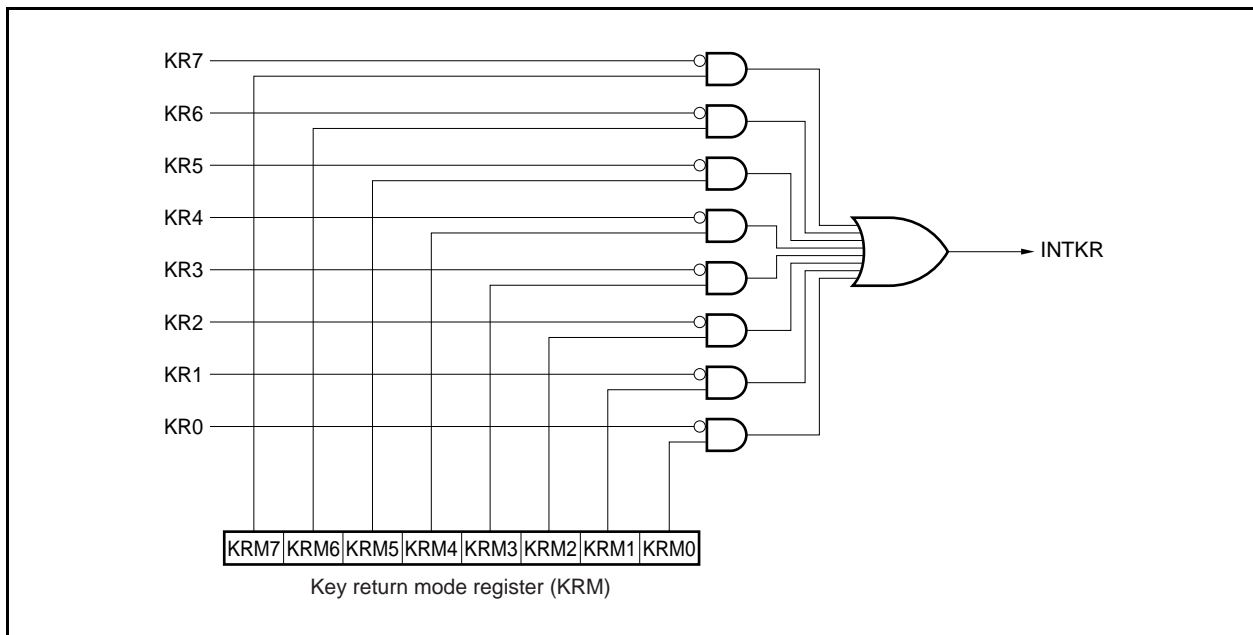 KR7
KR6
KR5
KR4
KR3
KR2
KR1
KR0
INTKR
KRM7 KRM6 KRM5 KRM4 KRM3 KRM2 KRM1 KRM0
Key return mode register (KRM)